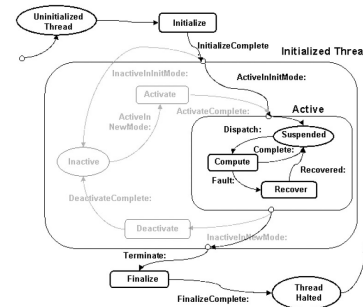 Uninitialized
Thread
Initialize
InitializeComplete
Initialized Threa
InactiveInInitMode:
ActiveInInitMode:
Activate
ActiveIn
NewMode:
ActivateComplete:
Active
Dispatch:
Suspended
Complete:
Inactive
Compute
Recovered:
Fault:
Recover
DeactivateComplete:
Deactivate
InactiveInNewMode:
Terminate:
Finalize
FinalizeComplete:
Thread
Halted